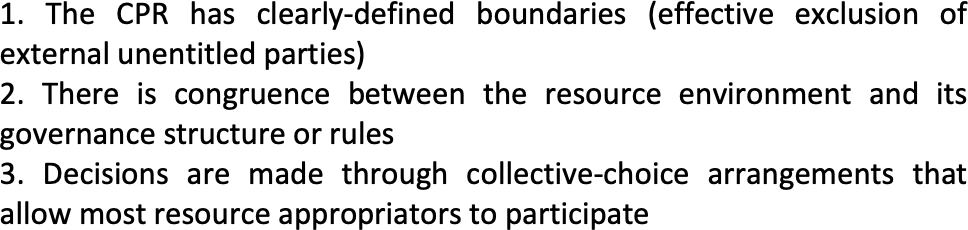 1. The CPR has clearly-defined boundaries (effective exclusion of
external unentitled parties)
2. There is congruence between the resource environment and its
governance structure or rules
3. Decisions are made through collective-choice arrangements that
allow most resource appropriators to participate